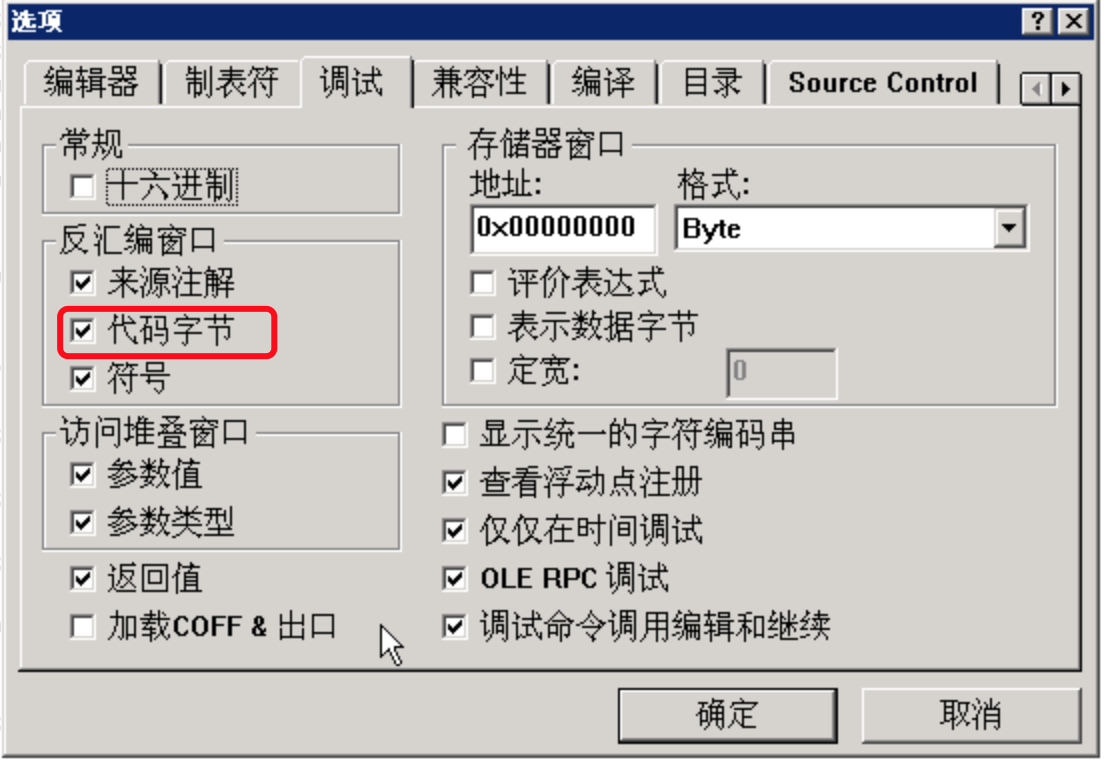 选项
编辑器 制表符 调试 兼容性 编译 目录 Source Control
常规
十六进制
反汇编窗口
来源注解
代码字节
符号
访问堆叠窗口
参数值
参数类型
返回值
加载COFF & 出口
存储器窗口
地址: 格式:
0x00000000 Byte
评价表达式
表示数据字节
定宽: 0
显示统一的字符编码串
查看浮动点注册
仅仅在时间调试
OLE RPC 调试
调试命令调用编辑和继续
确定 取消